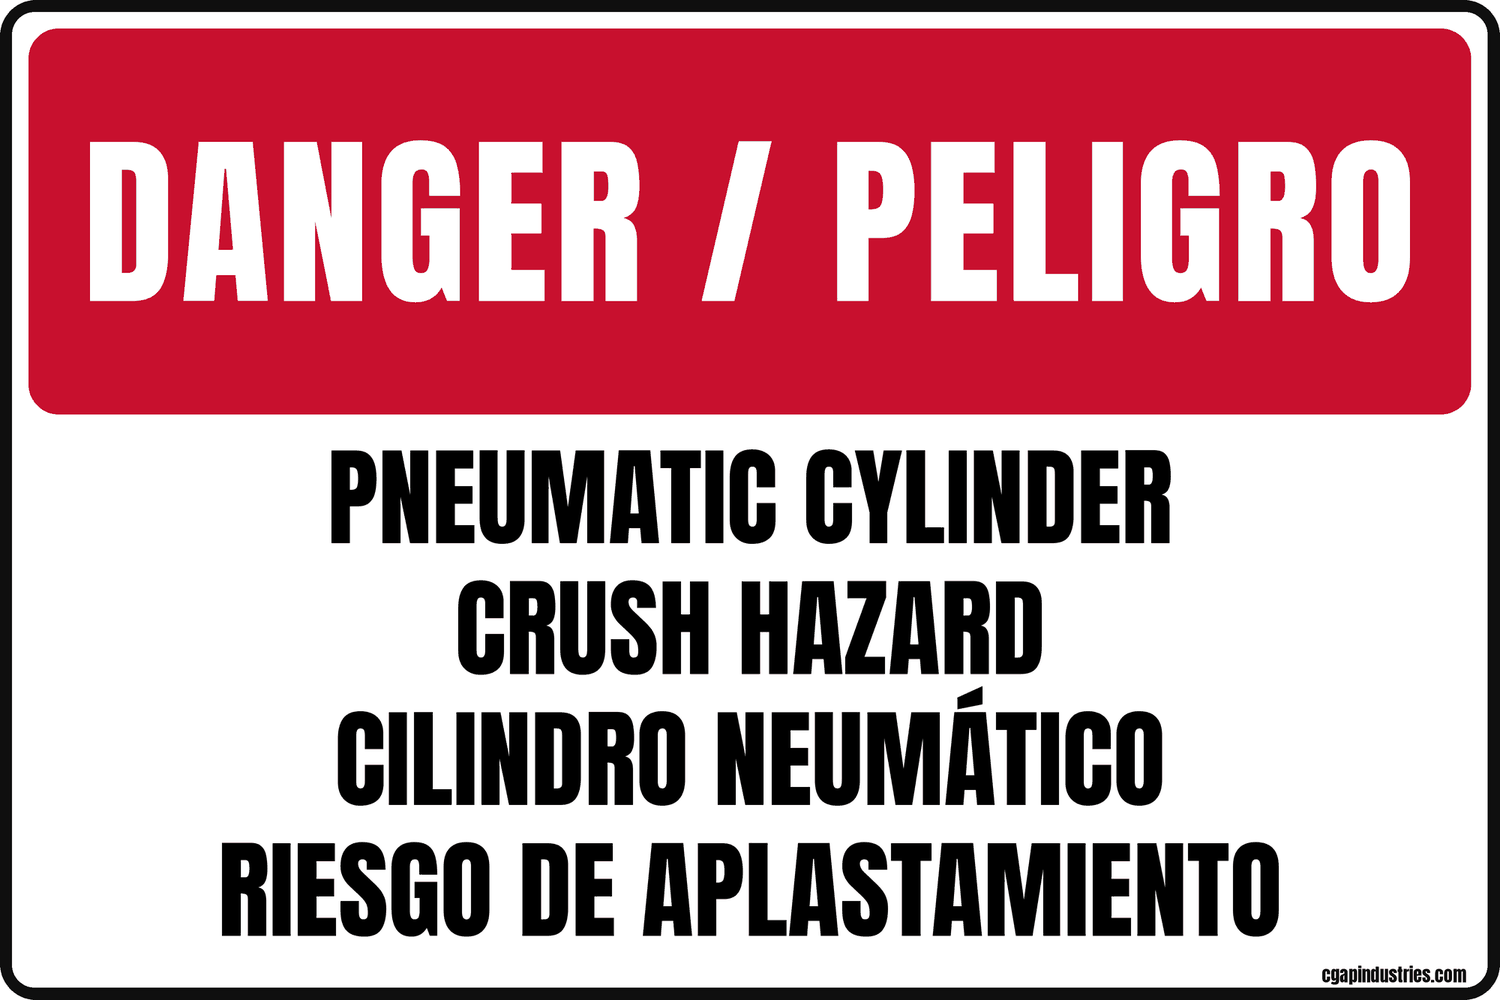 DANGER / PELIGRO
PNEUMATIC CYLINDER
CRUSH HAZARD
CILINDRO NEUMÁTICO
RIESGO DE APLASTAMIENTO
cgapindustries.com